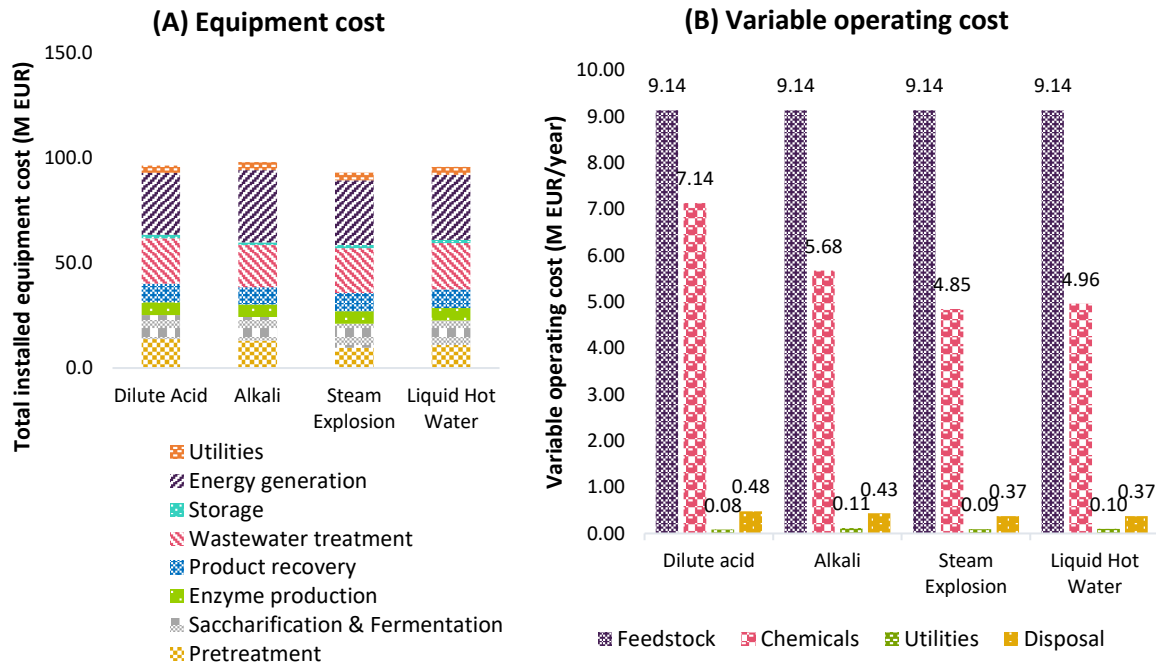 (A) Equipment cost
Total installed equipment cost (M EUR)
150.0
100.0
50.0
0.0
Dilute Acid
Alkali
Steam
Explosion
Liquid Hot
Water
Utilities
Energy generation
Storage
Wastewater treatment
Product recovery
Enzyme production
Saccharification & Fermentation
Pretreatment
(B) Variable operating cost
Variable operating cost (M EUR/year)
10.00
9.00
8.00
7.00
6.00
5.00
4.00
3.00
2.00
1.00
0.00
9.14
7.14
0.08
0.48
9.14
5.68
0.11
0.43
9.14
4.85
0.09
0.37
9.14
4.96
0.10
0.37
Dilute acid
Alkali
Steam
Explosion
Liquid Hot
Water
Feedstock
Chemicals
Utilities
Disposal